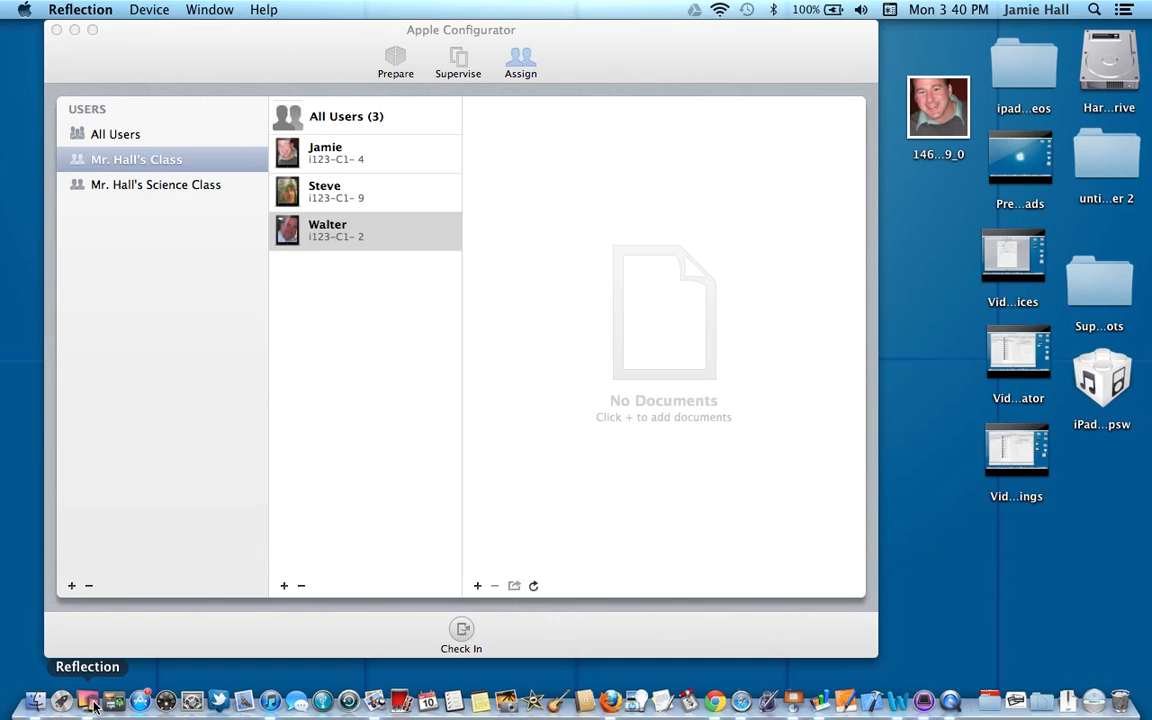 Reflection Device Window Help 100% Mon 3 40 PM Jamie Hall
Apple Configurator
Prepare Supervise Assign
USERS
All Users
Mr. Hall's Class
Mr. Hall's Science Class
All Users (3)
Jamie
i123-C1- 4
Steve
i123-C1- 9
Walter
i123-C1- 2
No Documents
Click + to add documents
+ −
+ −
+ −
Check In
146...9_0
ipad...eos
Har...rive
Pre...ads
unti...er 2
Vid...ices
Sup...ots
Vid...ator
iPad...psw
Vid...ings
Reflection